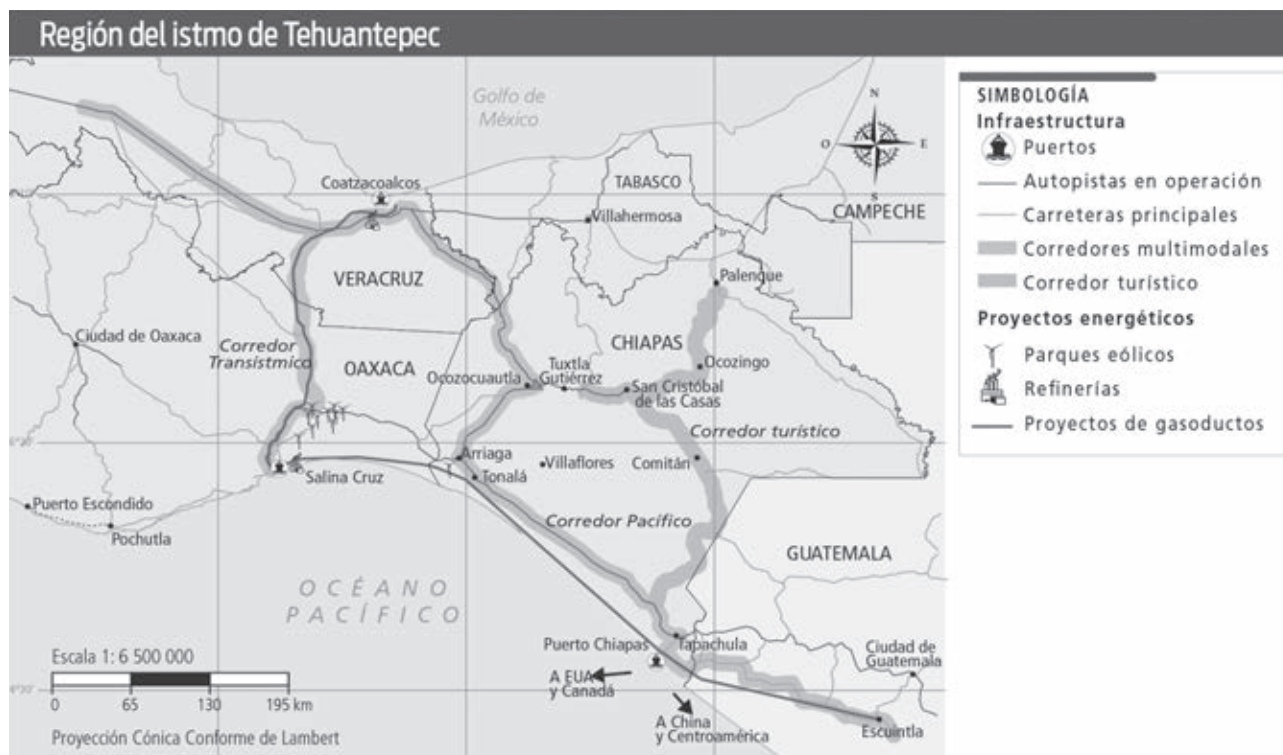 Región del istmo de Tehuantepec
Golfo de
México
N
O
E
S
Coatzacoalcos
TABASCO
Villahermosa
CAMPECHE
VERACRUZ
Palenque
Ciudad de Oaxaca
Corredor
Transístmico
OAXACA
CHIAPAS
Ocozocuautla
Tuxtla
Gutiérrez
Ocozingo
San Cristóbal
de las Casas
Corredor turístico
Arriaga
Villaflores
Comitán
Salina Cruz
Tonalá
Puerto Escondido
Pochutla
Corredor Pacífico
GUATEMALA
OCÉANO
PACÍFICO
Puerto Chiapas
Tapachula
Ciudad de
Guatemala
A EUA
y Canadá
A China
y Centroamérica
Escuintla
Escala 1: 6 500 000
0 65 130 195 km
Proyección Cónica Conforme de Lambert
SIMBOLOGÍA
Infraestructura
Puertos
Autopistas en operación
Carreteras principales
Corredores multimodales
Corredor turístico
Proyectos energéticos
Parques eólicos
Refinerías
Proyectos de gasoductos